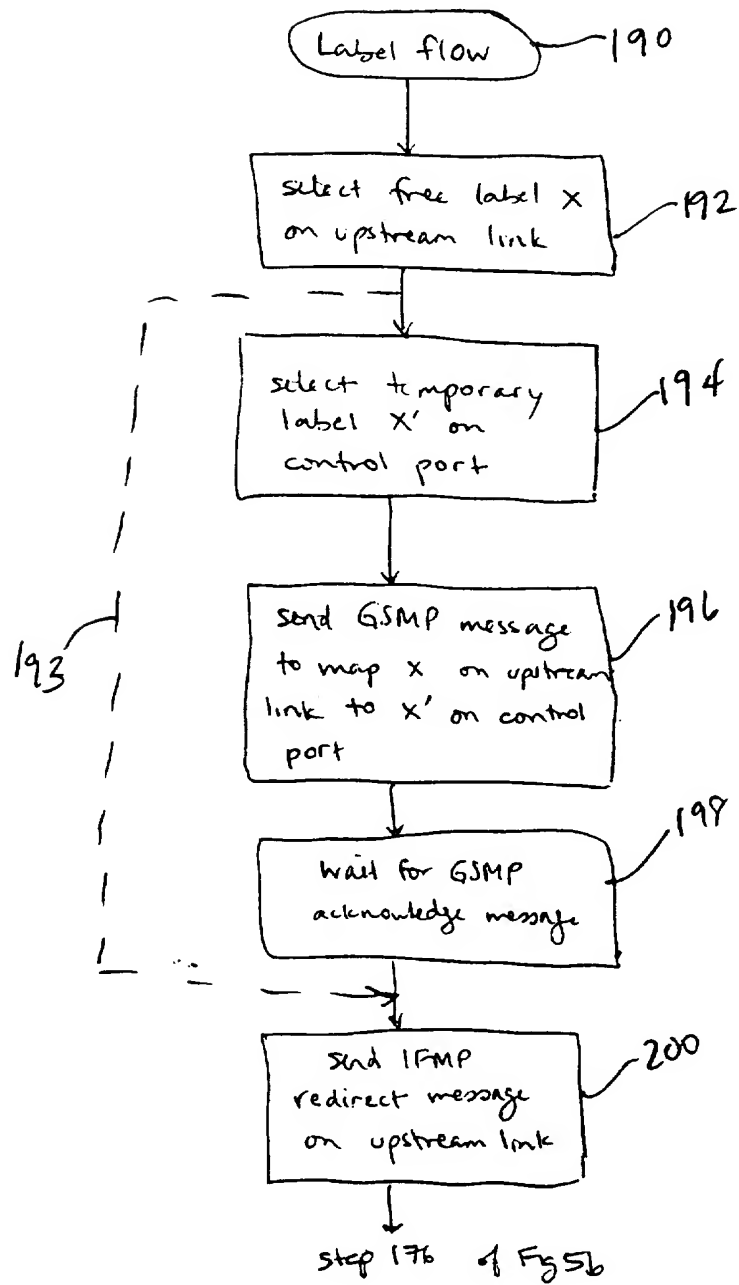 Label flow
190
select free label x
on upstream link
192
select temporary
label x' on
control port
194
193
send GSMP message
to map x on upstream
link to x' on control
port
196
wait for GSMP
acknowledge message
198
send IFMP
redirect message
on upstream link
200
step 176 of Fig 5b